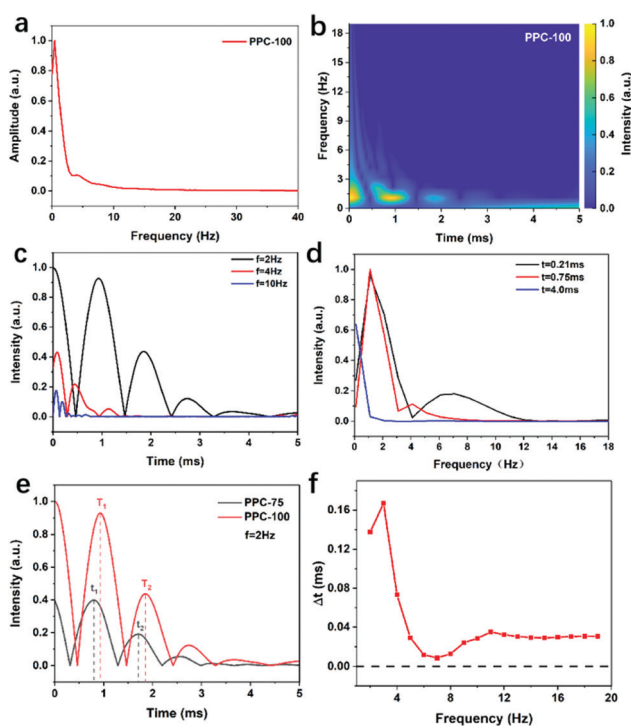 a
PPC-100
Amplitude (a.u.)
1.0
0.8
0.6
0.4
0.2
0.0
0
10
20
30
40
Frequency (Hz)
b
PPC-100
Frequency (Hz)
18
15
12
9
6
3
0
0
1
2
3
4
5
Time (ms)
Intensity (a.u.)
1.0
0.8
0.6
0.4
0.2
0.0
c
f=2Hz
f=4Hz
f=10Hz
Intensity (a.u.)
1.0
0.8
0.6
0.4
0.2
0.0
0
1
2
3
4
5
Time (ms)
d
t=0.21ms
t=0.75ms
t=4.0ms
Intensity (a.u.)
1.0
0.8
0.6
0.4
0.2
0.0
0
2
4
6
8
10
12
14
16
18
Frequency（Hz）
e
PPC-75
PPC-100
f=2Hz
T1
T2
t1
t2
Intensity (a.u.)
1.0
0.8
0.6
0.4
0.2
0.0
0
1
2
3
4
5
Time (ms)
f
Δt (ms)
0.16
0.12
0.08
0.04
0.00
4
8
12
16
20
Frequency (Hz)